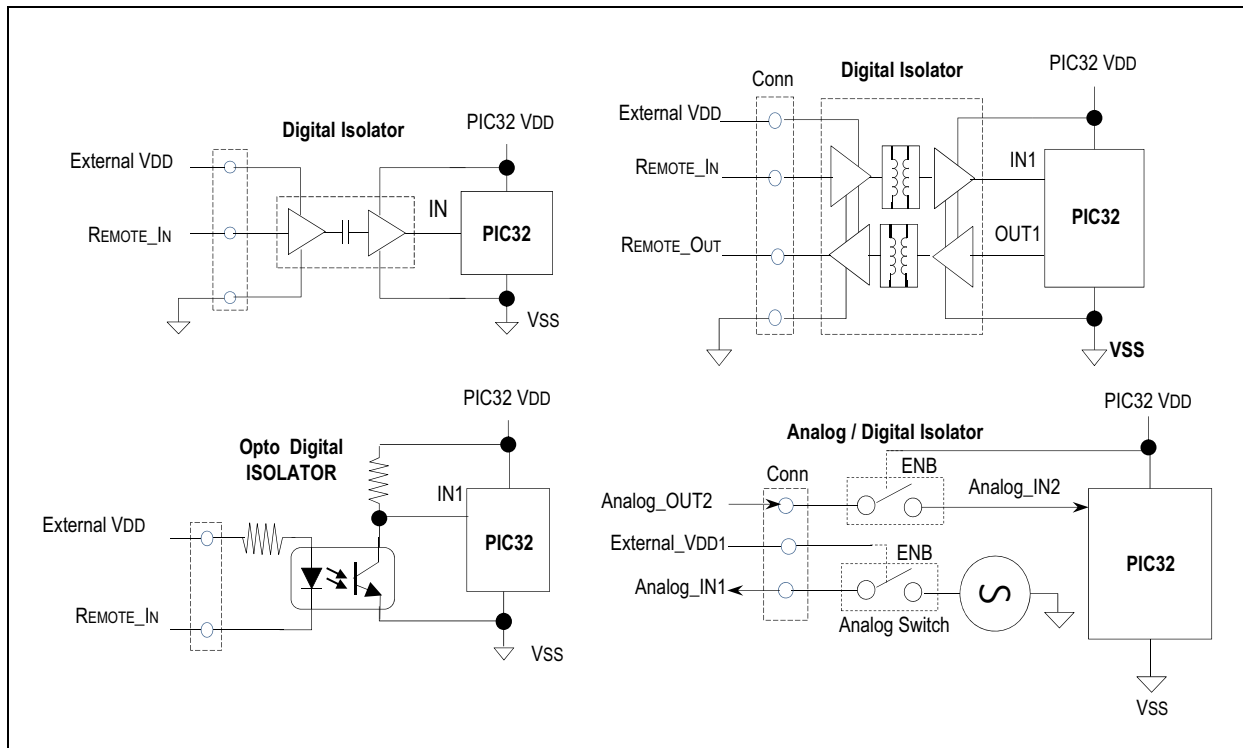 Digital Isolator
PIC32 VDD
External VDD
REMOTE_IN
IN
PIC32
VSS
Conn
Digital Isolator
PIC32 VDD
External VDD
REMOTE_IN
IN1
PIC32
REMOTE_OUT
OUT1
VSS
PIC32 VDD
Opto Digital
ISOLATOR
IN1
External VDD
PIC32
REMOTE_IN
VSS
PIC32 VDD
Analog / Digital Isolator
Conn
ENB
Analog_OUT2
Analog_IN2
External_VDD1
ENB
PIC32
Analog_IN1
S
Analog Switch
VSS